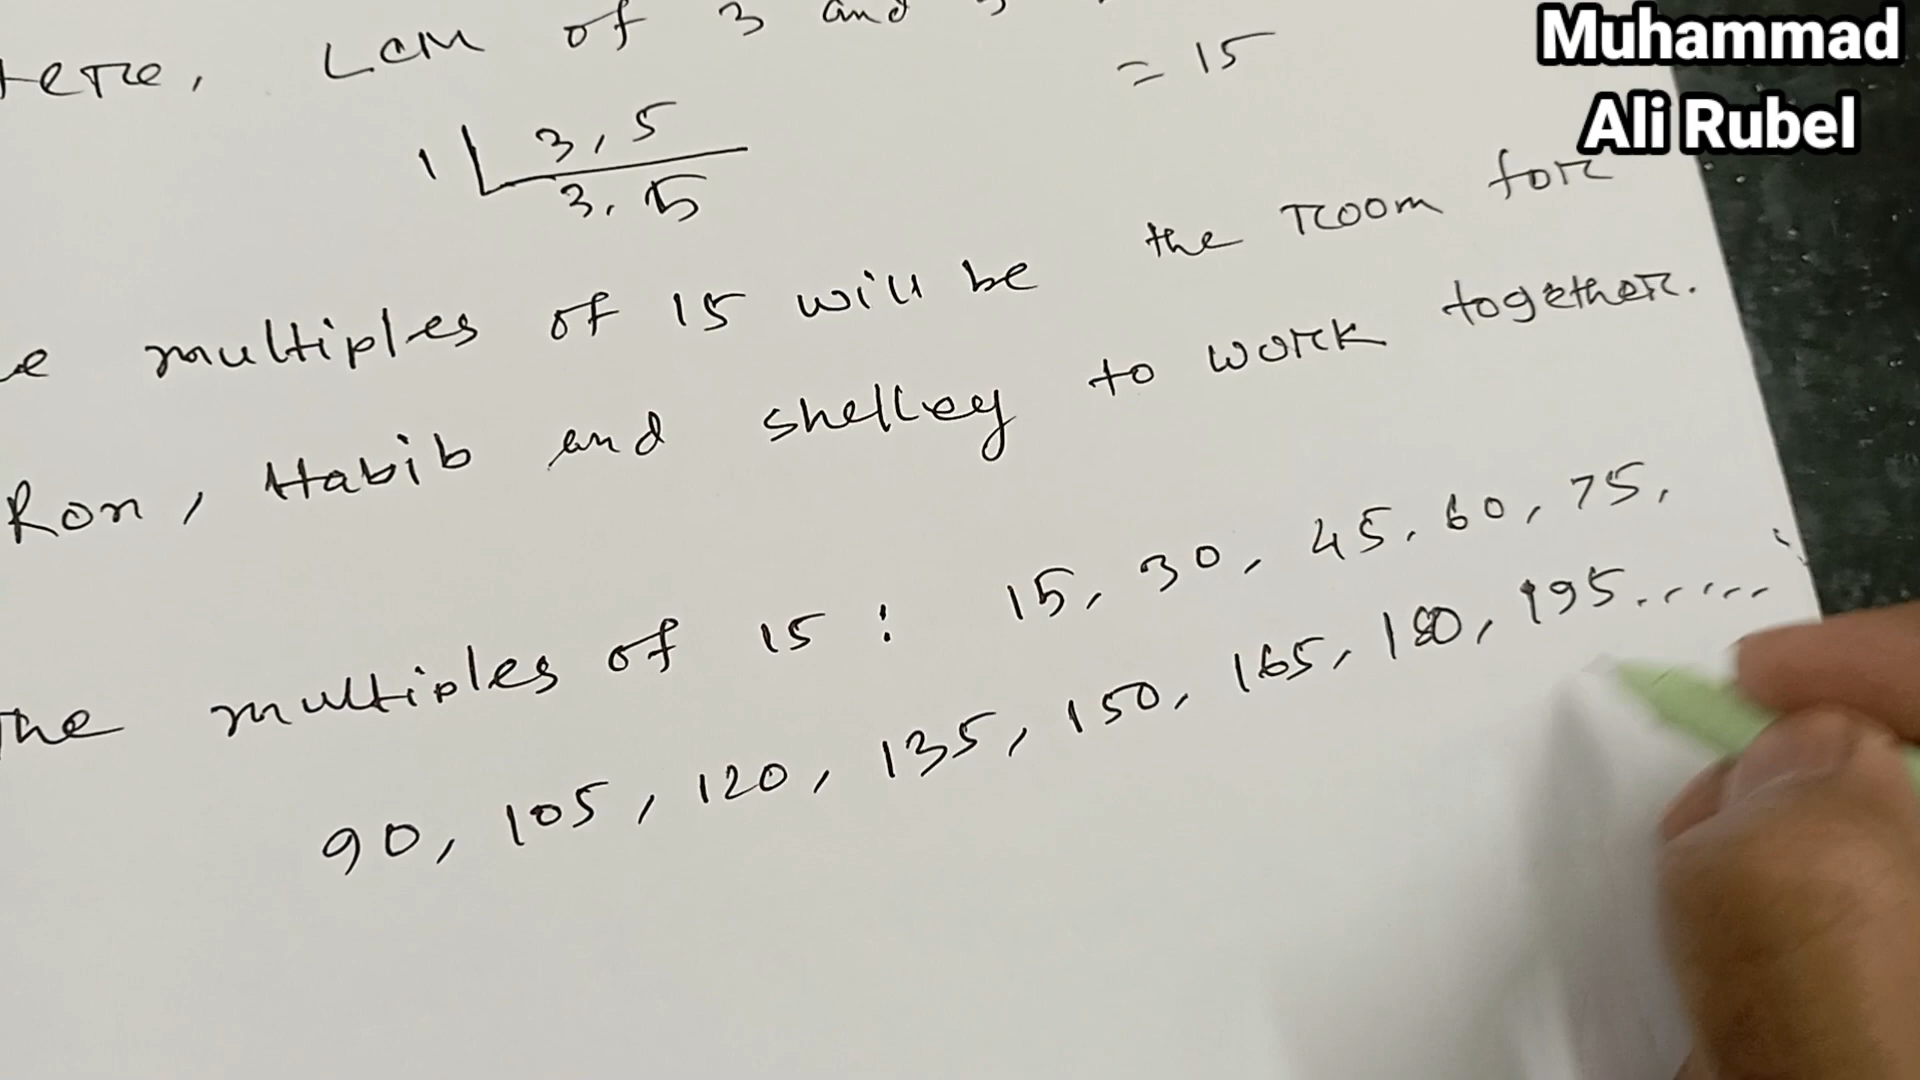 Here, LCM of 3 and 5
= 15
1 3, 5
3, 5
multiples of 15 will be the room for
Ron, Habib and shelley to work together.
The multiples of 15 : 15, 30, 45, 60, 75,
90, 105, 120, 135, 150, 165, 180, 195......
Muhammad
Ali Rubel